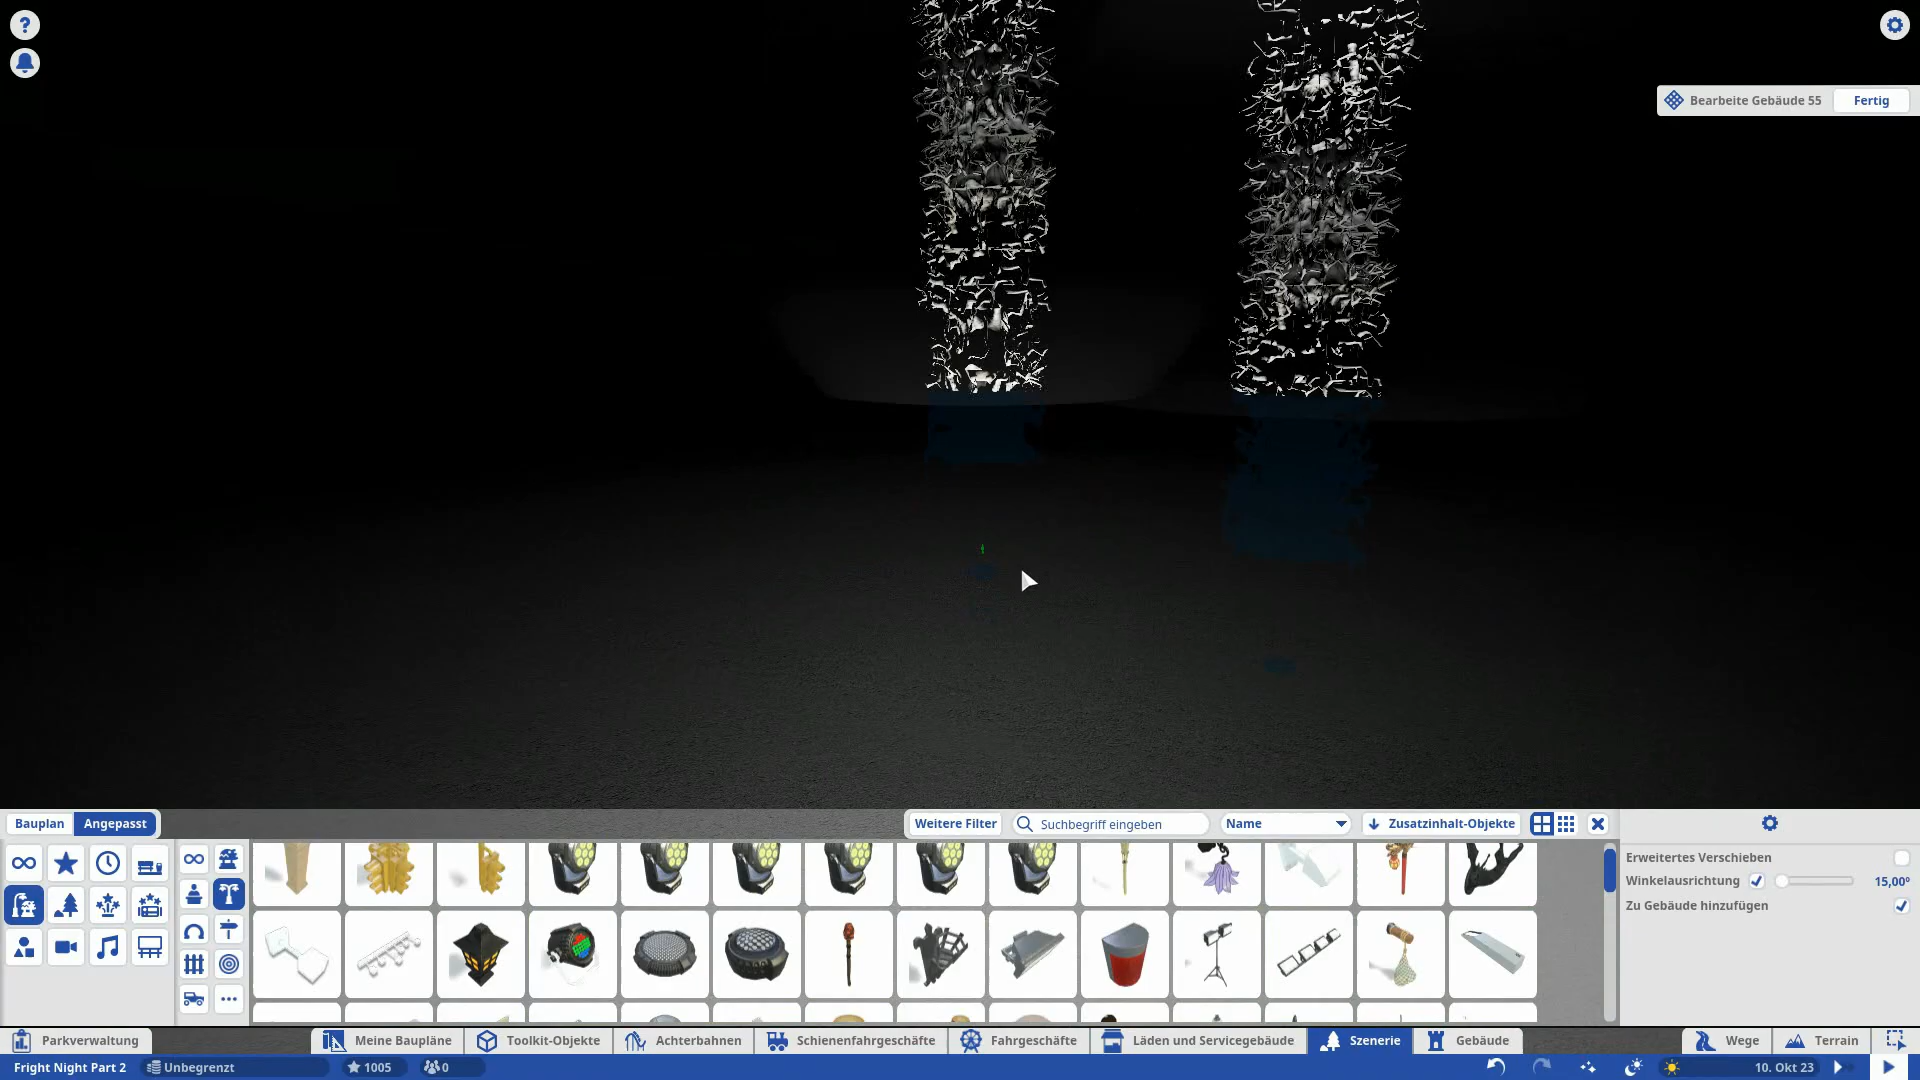 ?
Bearbeite Gebäude 55
Fertig
Bauplan
Angepasst
Weitere Filter
Suchbegriff eingeben
Name
Zusatzinhalt-Objekte
Erweitertes Verschieben
Winkelausrichtung
15,00°
Zu Gebäude hinzufügen
Parkverwaltung
Meine Baupläne
Toolkit-Objekte
Achterbahnen
Schienenfahrgeschäfte
Fahrgeschäfte
Läden und Servicegebäude
Szenerie
Gebäude
Wege
Terrain
Fright Night Part 2
Unbegrenzt
1005
0
10. Okt 23